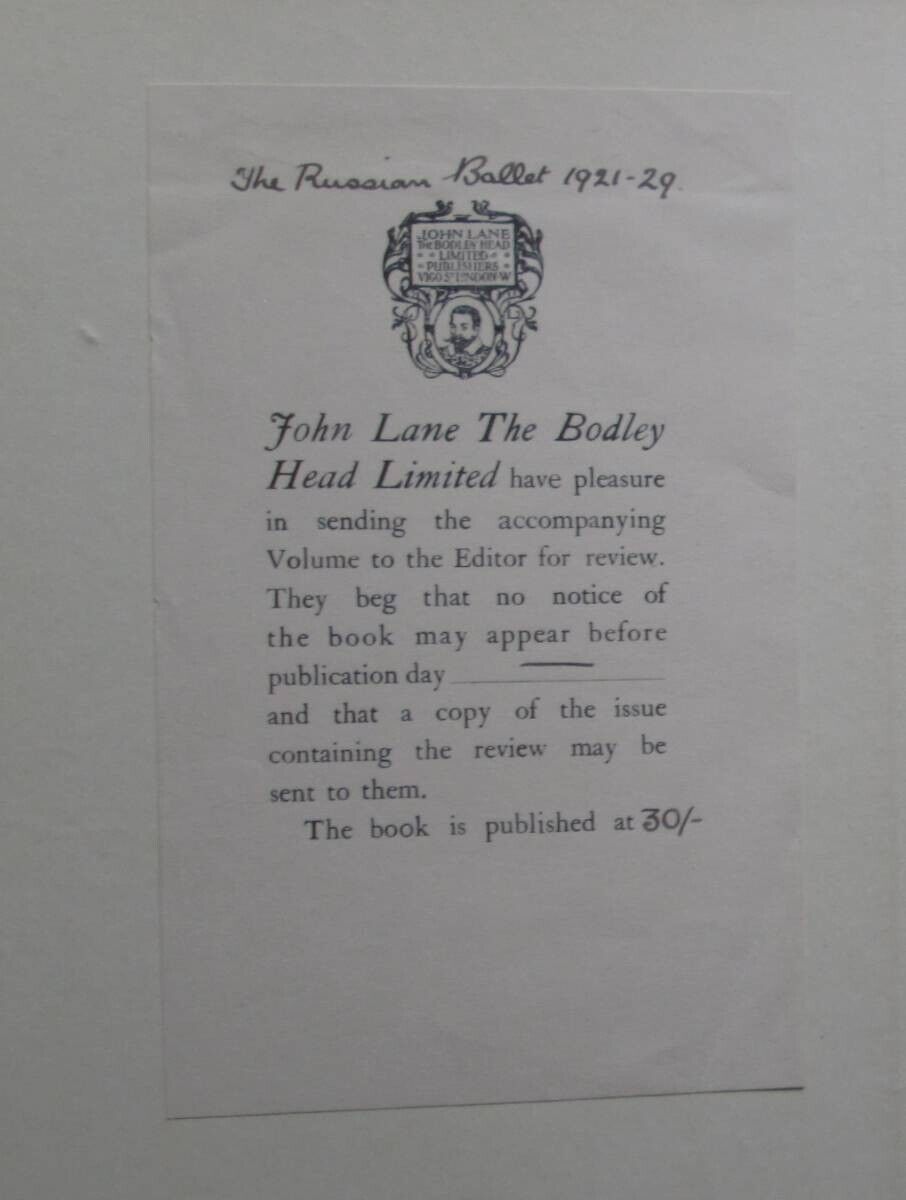 The Russian Ballet 1921-29.
JOHN LANE
THE BODLEY HEAD
LIMITED
PUBLISHERS
VIGO ST LONDON W
John Lane The Bodley
Head Limited have pleasure
in sending the accompanying
Volume to the Editor for review.
They beg that no notice of
the book may appear before
publication day
and that a copy of the issue
containing the review may be
sent to them.
The book is published at 30/-